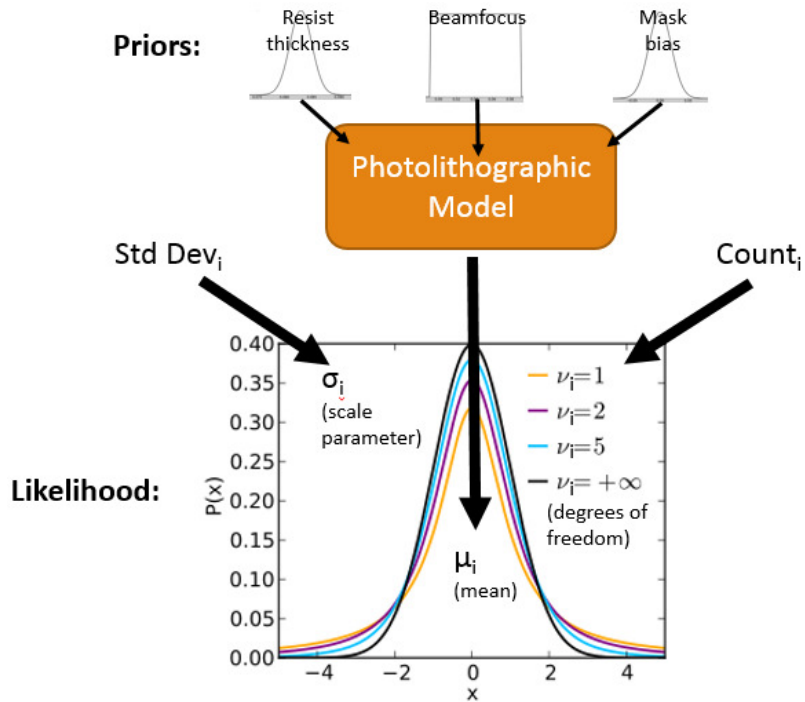 Priors:
Resist
thickness
Beamfocus
Mask
bias
Photolithographic
Model
Std Devᵢ
Countᵢ
Likelihood:
P(x)
0.40
0.35
0.30
0.25
0.20
0.15
0.10
0.05
0.00
σᵢ
(scale
parameter)
νᵢ=1
νᵢ=2
νᵢ=5
νᵢ= +∞
(degrees of
freedom)
μᵢ
(mean)
−4 −2 0 2 4
x